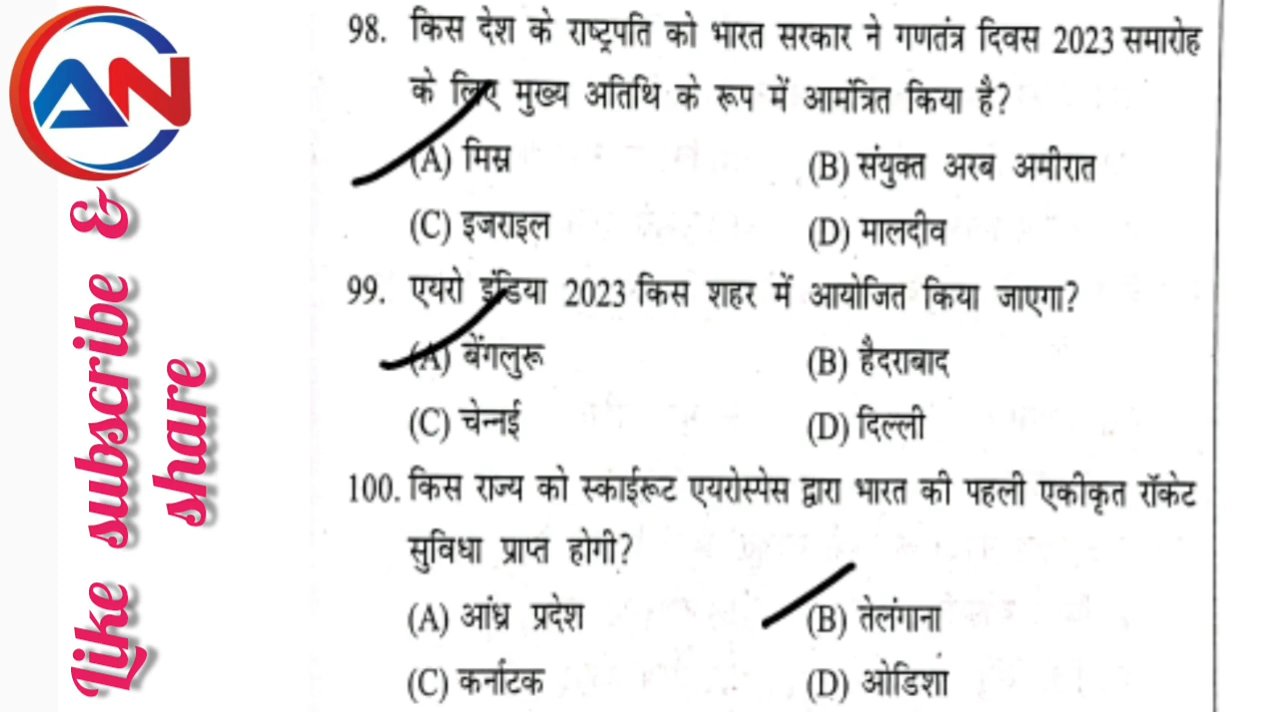 AN
Like subscribe &
share
98. किस देश के राष्ट्रपति को भारत सरकार ने गणतंत्र दिवस 2023 समारोह
के लिए मुख्य अतिथि के रूप में आमंत्रित किया है?
(A) मिस्र (B) संयुक्त अरब अमीरात
(C) इजराइल (D) मालदीव
99. एयरो इंडिया 2023 किस शहर में आयोजित किया जाएगा?
(A) बेंगलुरू (B) हैदराबाद
(C) चेन्नई (D) दिल्ली
100. किस राज्य को स्काईरूट एयरोस्पेस द्वारा भारत की पहली एकीकृत रॉकेट
सुविधा प्राप्त होगी?
(A) आंध्र प्रदेश (B) तेलंगाना
(C) कर्नाटक (D) ओडिशा